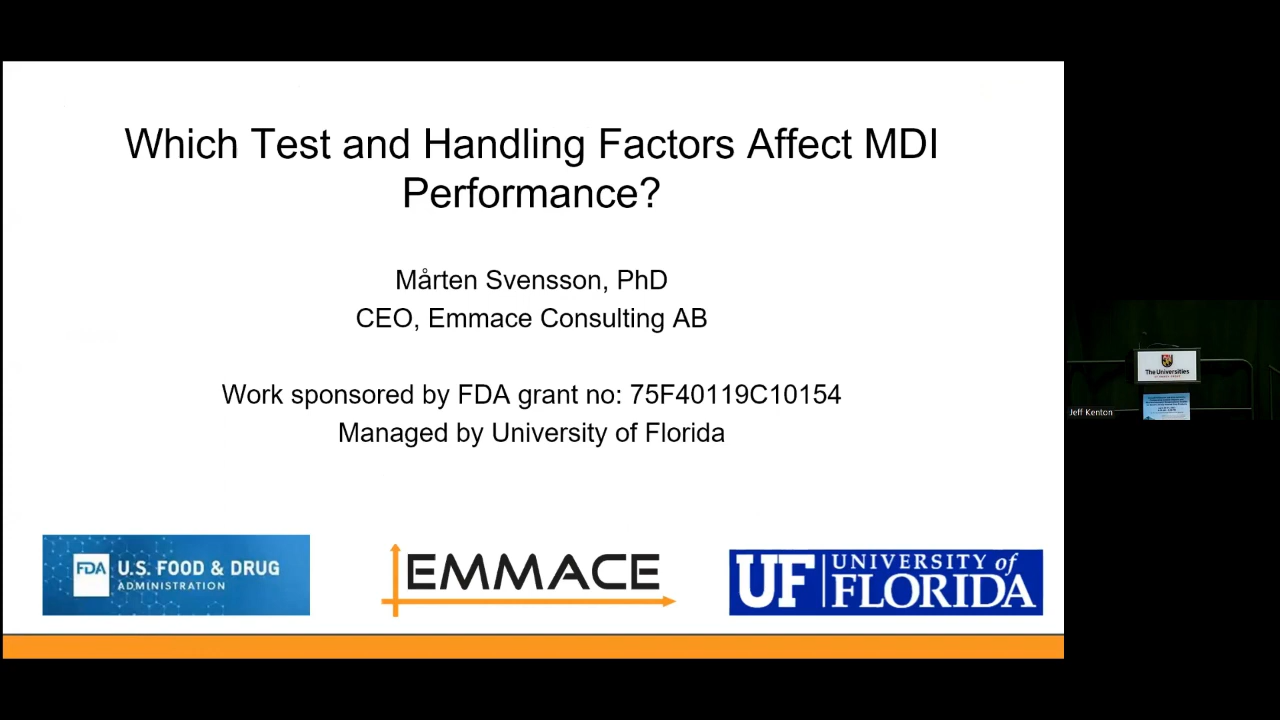 Which Test and Handling Factors Affect MDI
Performance?
Mårten Svensson, PhD
CEO, Emmace Consulting AB
Work sponsored by FDA grant no: 75F40119C10154
Managed by University of Florida
FDA U.S. FOOD & DRUG
ADMINISTRATION
EMMACE
UF UNIVERSITY of
FLORIDA
The Universities
Jeff Kenton